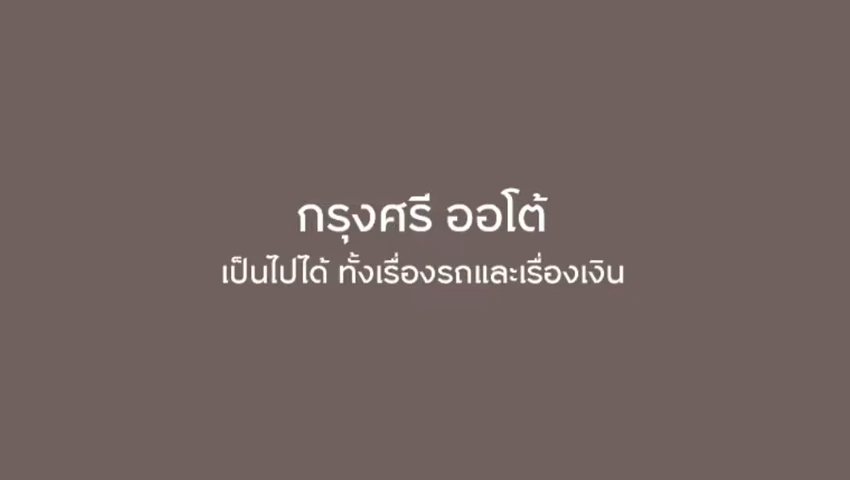 กรุงศรี ออโต้
เป็นไปได้ ทั้งเรื่องรถและเรื่องเงิน